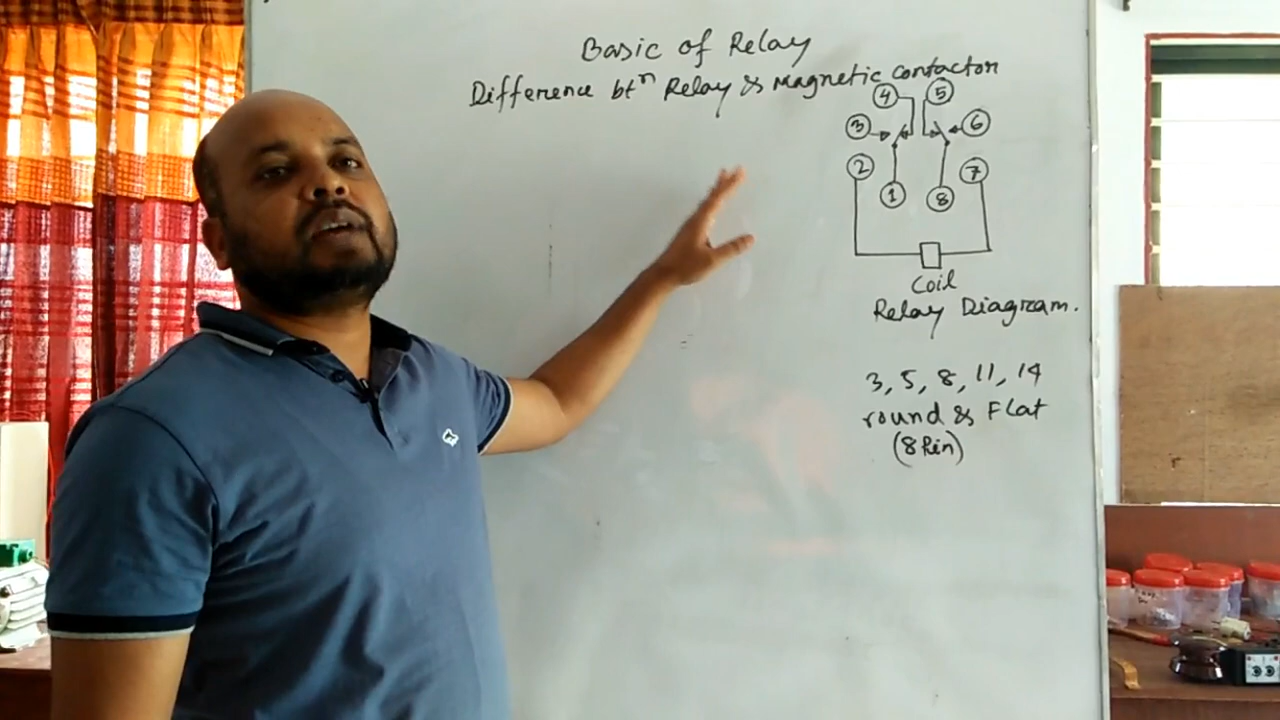 Basic of Relay
Difference btⁿ Relay & Magnetic contactor
4 5
3 6
2 7
1 8
Coil
Relay Diagram.
3, 5, 8, 11, 14
round & Flat
(8 Pin)